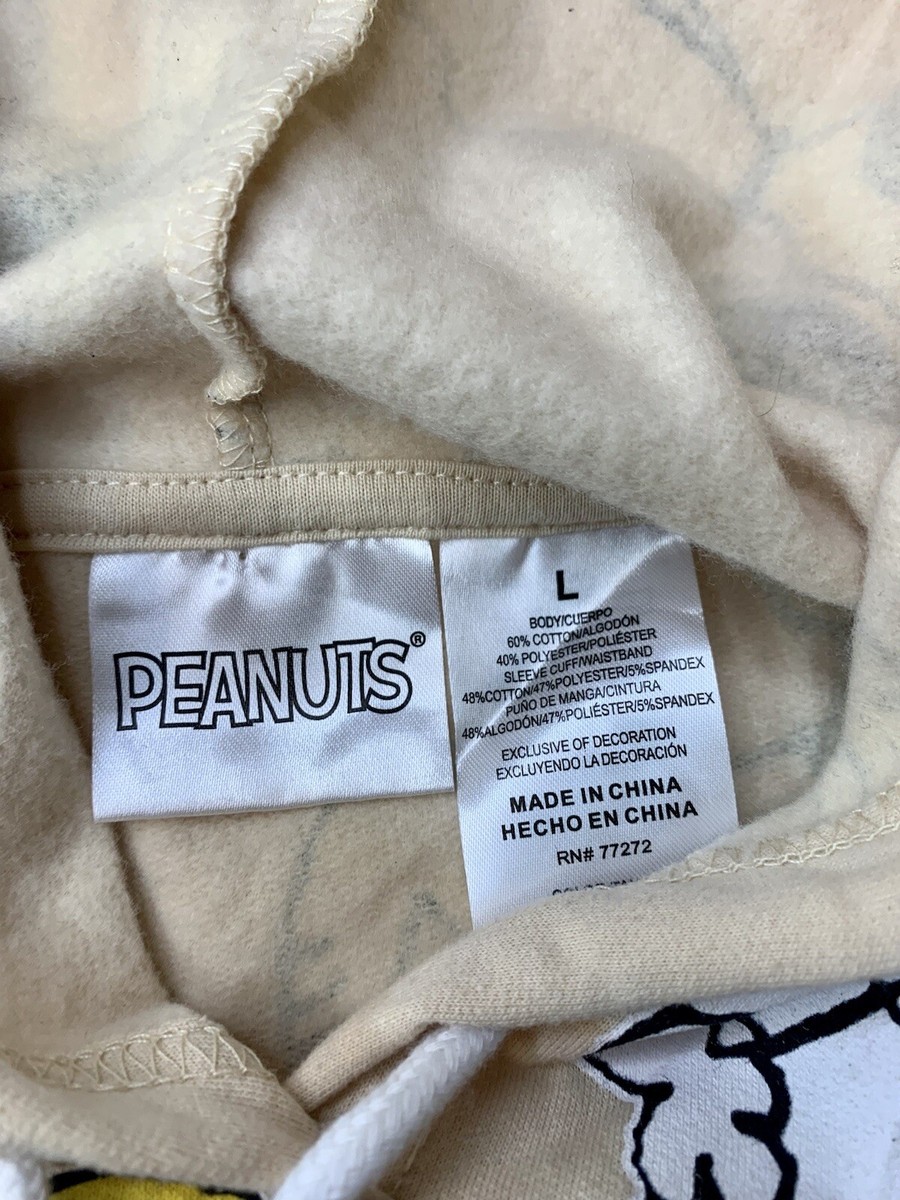 PEANUTS®
L
BODY/CUERPO
60% COTTON/ALGODÓN
40% POLYESTER/POLIÉSTER
SLEEVE CUFF/WAISTBAND
48%COTTON/47%POLYESTER/5%SPANDEX
PUÑO DE MANGA/CINTURA
48%ALGODÓN/47%POLIÉSTER/5%SPANDEX
EXCLUSIVE OF DECORATION
EXCLUYENDO LA DECORACIÓN
MADE IN CHINA
HECHO EN CHINA
RN# 77272